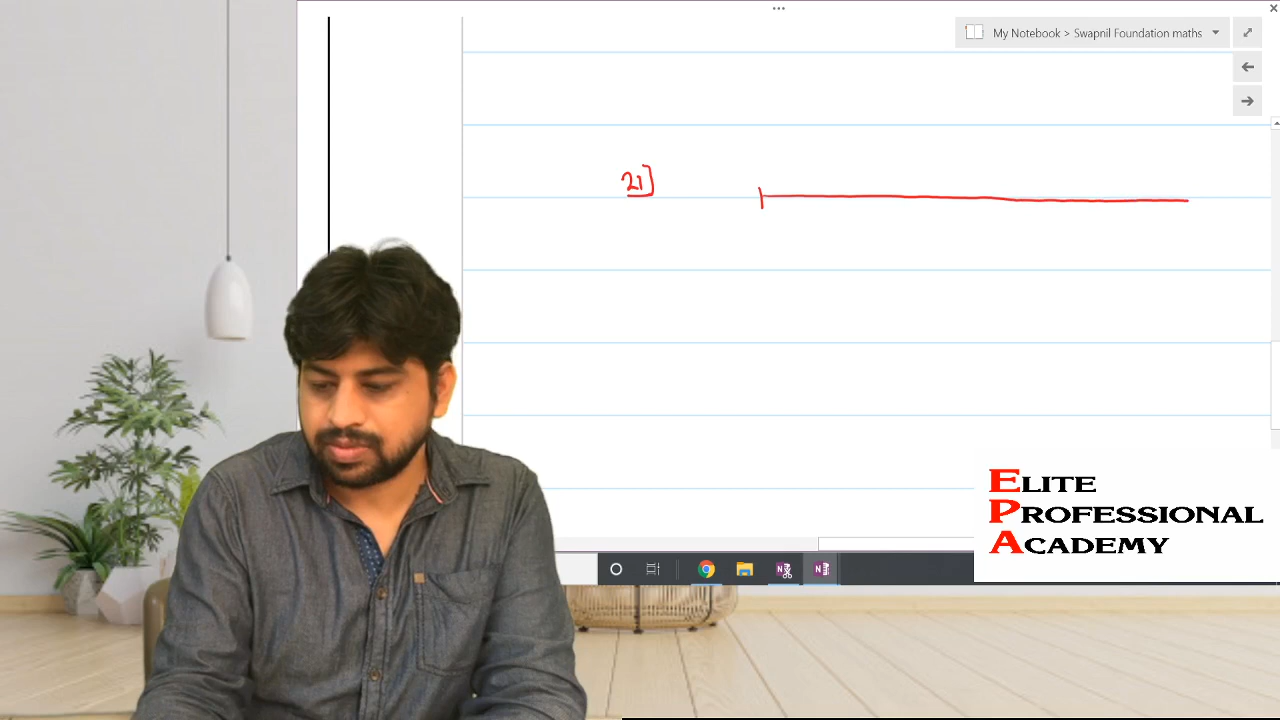 My Notebook > Swapnil Foundation maths
21]
ELITE
PROFESSIONAL
ACADEMY